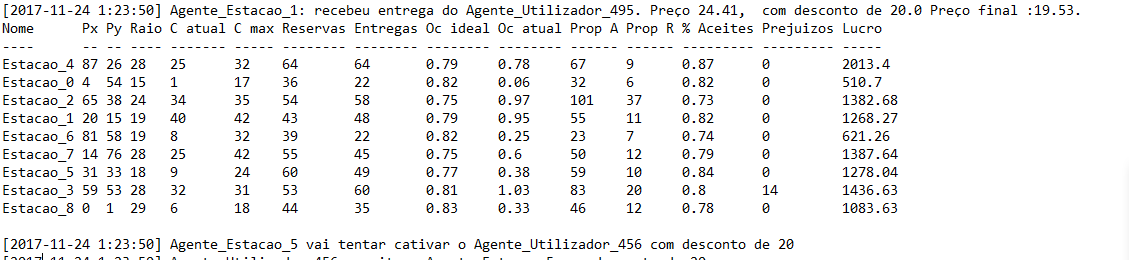 [2017-11-24 1:23:50] Agente_Estacao_1: recebeu entrega do Agente_Utilizador_495. Preço 24.41,  com desconto de 20.0 Preço final :19.53.
Nome      Px Py Raio C atual C max Reservas Entregas Oc ideal Oc atual Prop A Prop R % Aceites Prejuizos Lucro
----      -- -- ---- ------- ----- -------- -------- -------- -------- ------ ------ --------- --------- -----
Estacao_4 87 26 28   25      32    64       64       0.79     0.78     67     9      0.87      0         2013.4
Estacao_0 4  54 15   1       17    36       22       0.82     0.06     32     6      0.82      0         510.7
Estacao_2 65 38 24   34      35    54       58       0.75     0.97     101    37     0.73      0         1382.68
Estacao_1 20 15 19   40      42    43       48       0.79     0.95     55     11     0.82      0         1268.27
Estacao_6 81 58 19   8       32    39       22       0.82     0.25     23     7      0.74      0         621.26
Estacao_7 14 76 28   25      42    55       45       0.75     0.6      50     12     0.79      0         1387.64
Estacao_5 31 33 18   9       24    60       49       0.77     0.38     59     10     0.84      0         1278.04
Estacao_3 59 53 28   32      31    53       60       0.81     1.03     83     20     0.8       14        1436.63
Estacao_8 0  1  29   6       18    44       35       0.83     0.33     46     12     0.78      0         1083.63
[2017-11-24 1:23:50] Agente_Estacao_5 vai tentar cativar o Agente_Utilizador_456 com desconto de 20